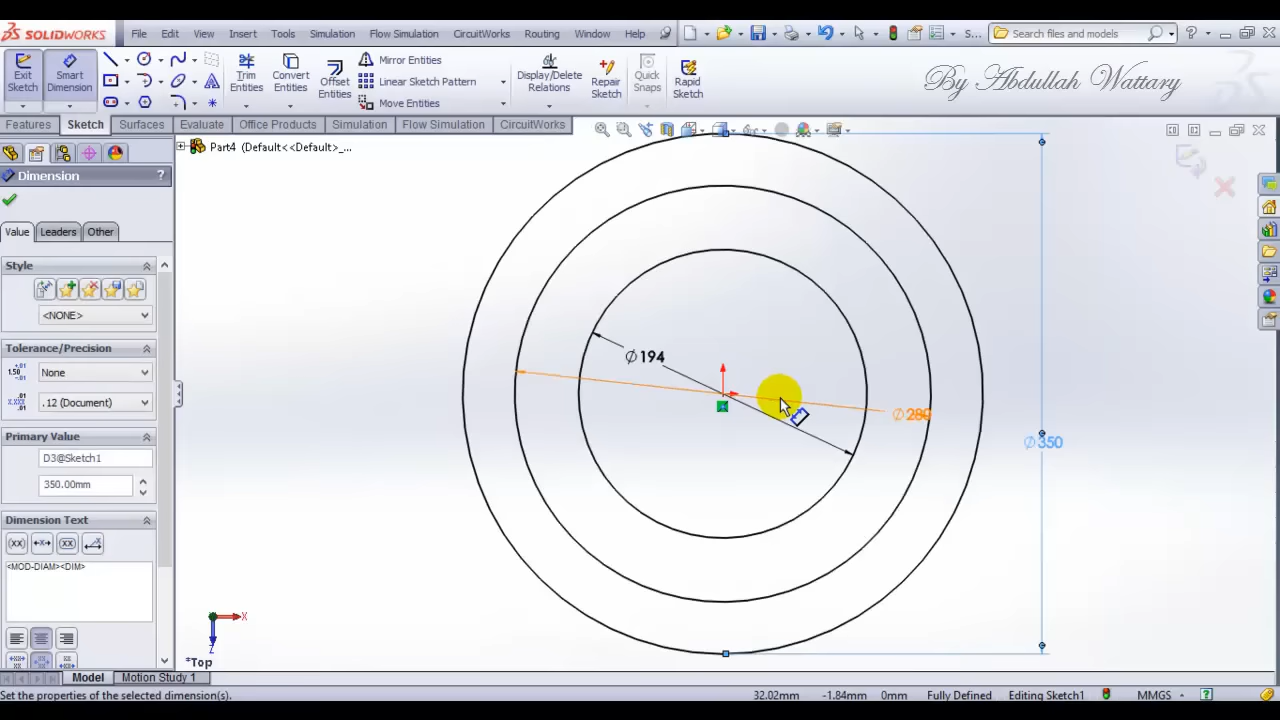 SOLIDWORKS File Edit View Insert Tools Simulation Flow Simulation CircuitWorks Routing Window Help S... Search files and models
Exit Sketch
Smart Dimension
Trim Entities
Convert Entities
Offset Entities
Mirror Entities
Linear Sketch Pattern
Move Entities
Display/Delete Relations
Repair Sketch
Quick Snaps
Rapid Sketch
By Abdullah Wattary
Features Sketch Surfaces Evaluate Office Products Simulation Flow Simulation CircuitWorks
Part4 (Default<<Default>_...
Dimension ?
Value Leaders Other
Style
<NONE>
Tolerance/Precision
None
.12 (Document)
Primary Value
D3@Sketch1
350.00mm
Dimension Text
<MOD-DIAM><DIM>
∅194
∅280
∅350
X
Z
*Top
Model Motion Study 1
Set the properties of the selected dimension(s). 32.02mm -1.84mm 0mm Fully Defined Editing Sketch1 MMGS ?